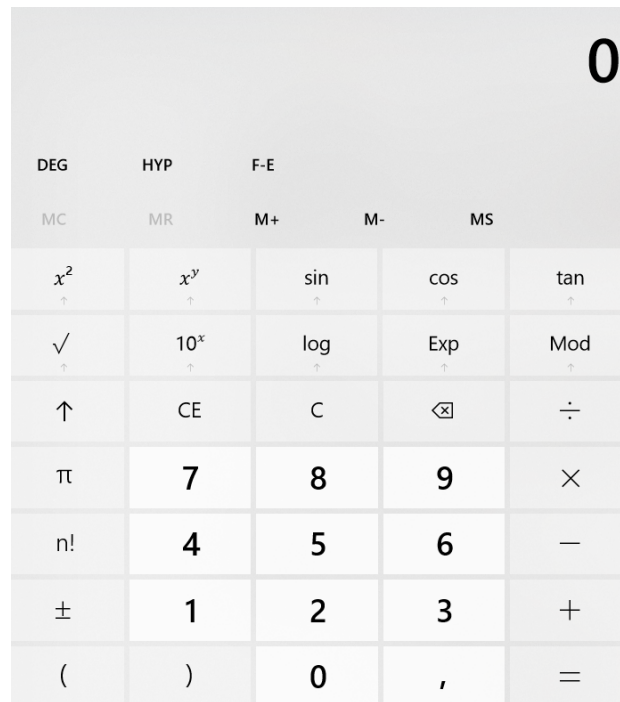 0
DEG HYP F-E
MC MR M+ M- MS
x² xʸ sin cos tan
√ 10ˣ log Exp Mod
↑ CE C ⌫ ÷
π 7 8 9 ×
n! 4 5 6 −
± 1 2 3 +
( ) 0 , =